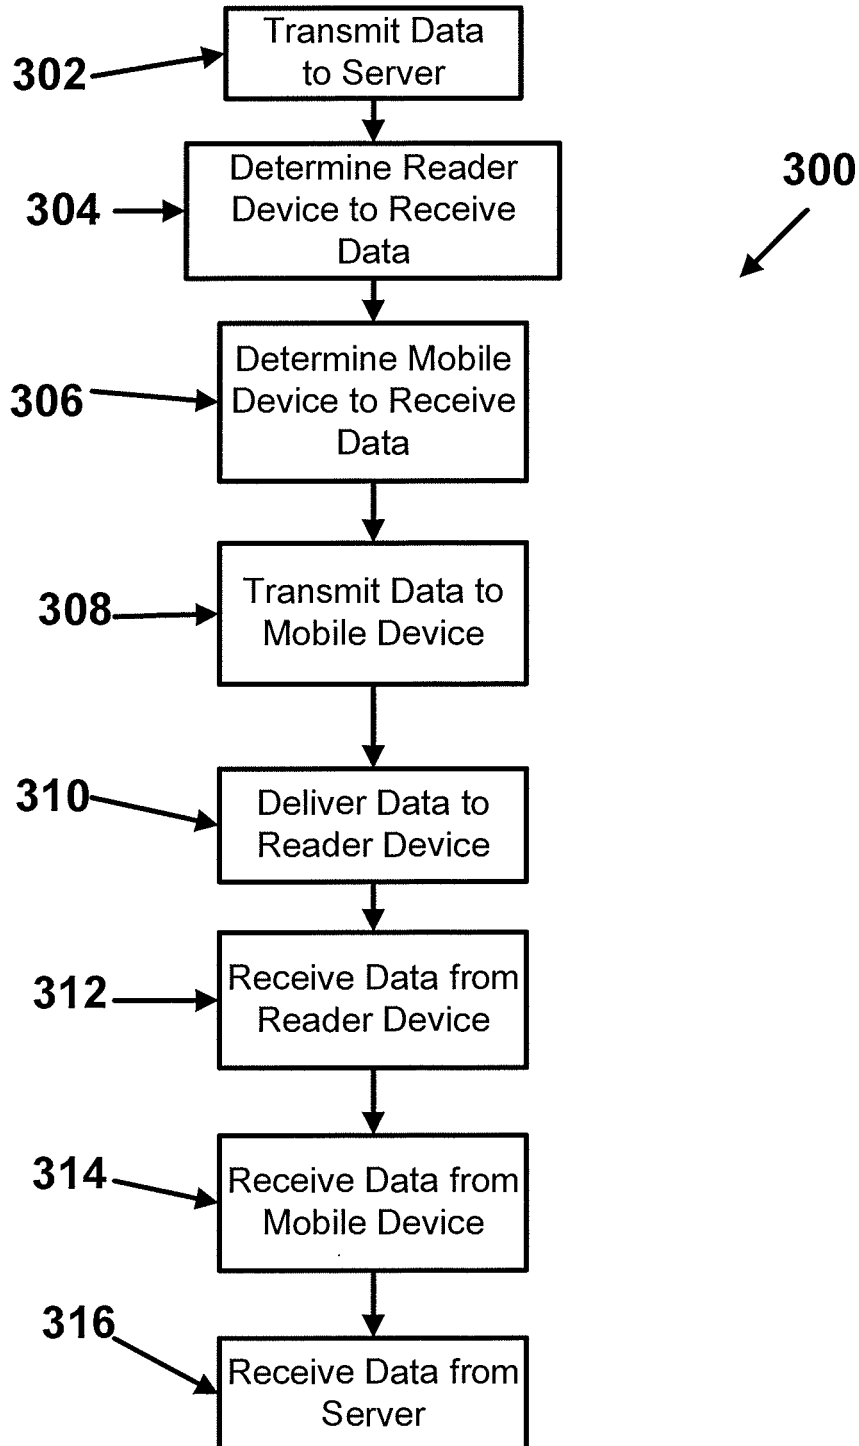 Transmit Data
to Server
302
Determine Reader
Device to Receive
Data
304
300
Determine Mobile
Device to Receive
Data
306
Transmit Data to
Mobile Device
308
Deliver Data to
Reader Device
310
Receive Data from
Reader Device
312
Receive Data from
Mobile Device
314
Receive Data from
Server
316